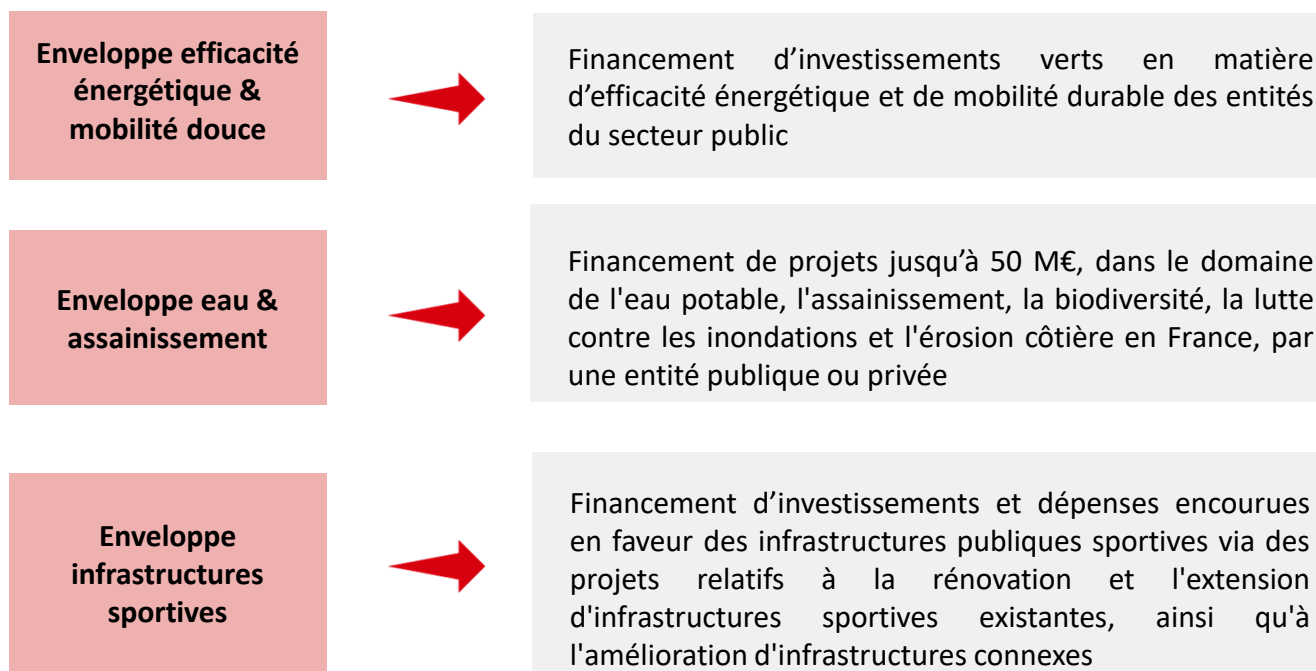 Enveloppe efficacité
énergétique &
mobilité douce
Financement d’investissements verts en matière
d’efficacité énergétique et de mobilité durable des entités
du secteur public
Enveloppe eau &
assainissement
Financement de projets jusqu’à 50 M€, dans le domaine
de l'eau potable, l'assainissement, la biodiversité, la lutte
contre les inondations et l'érosion côtière en France, par
une entité publique ou privée
Enveloppe
infrastructures
sportives
Financement d’investissements et dépenses encourues
en faveur des infrastructures publiques sportives via des
projets relatifs à la rénovation et l'extension
d'infrastructures sportives existantes, ainsi qu'à
l'amélioration d'infrastructures connexes